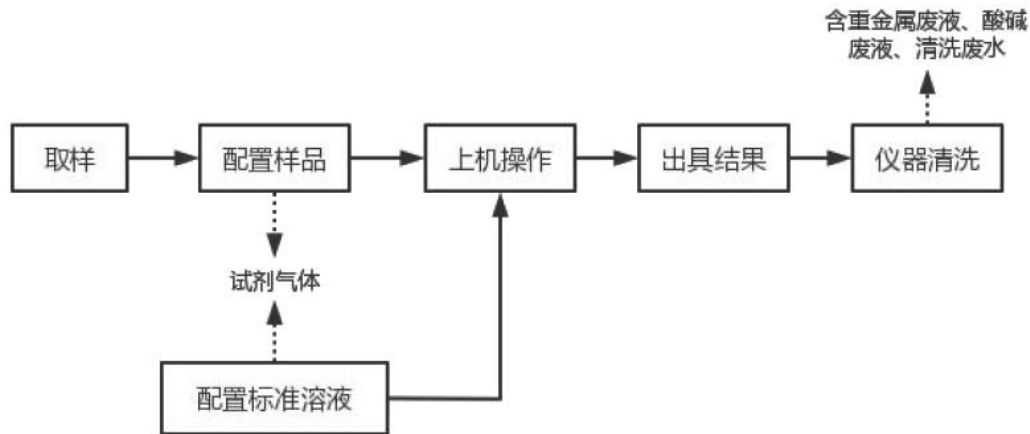 含重金属废液、酸碱
废液、清洗废水
取样
配置样品
上机操作
出具结果
仪器清洗
试剂气体
配置标准溶液